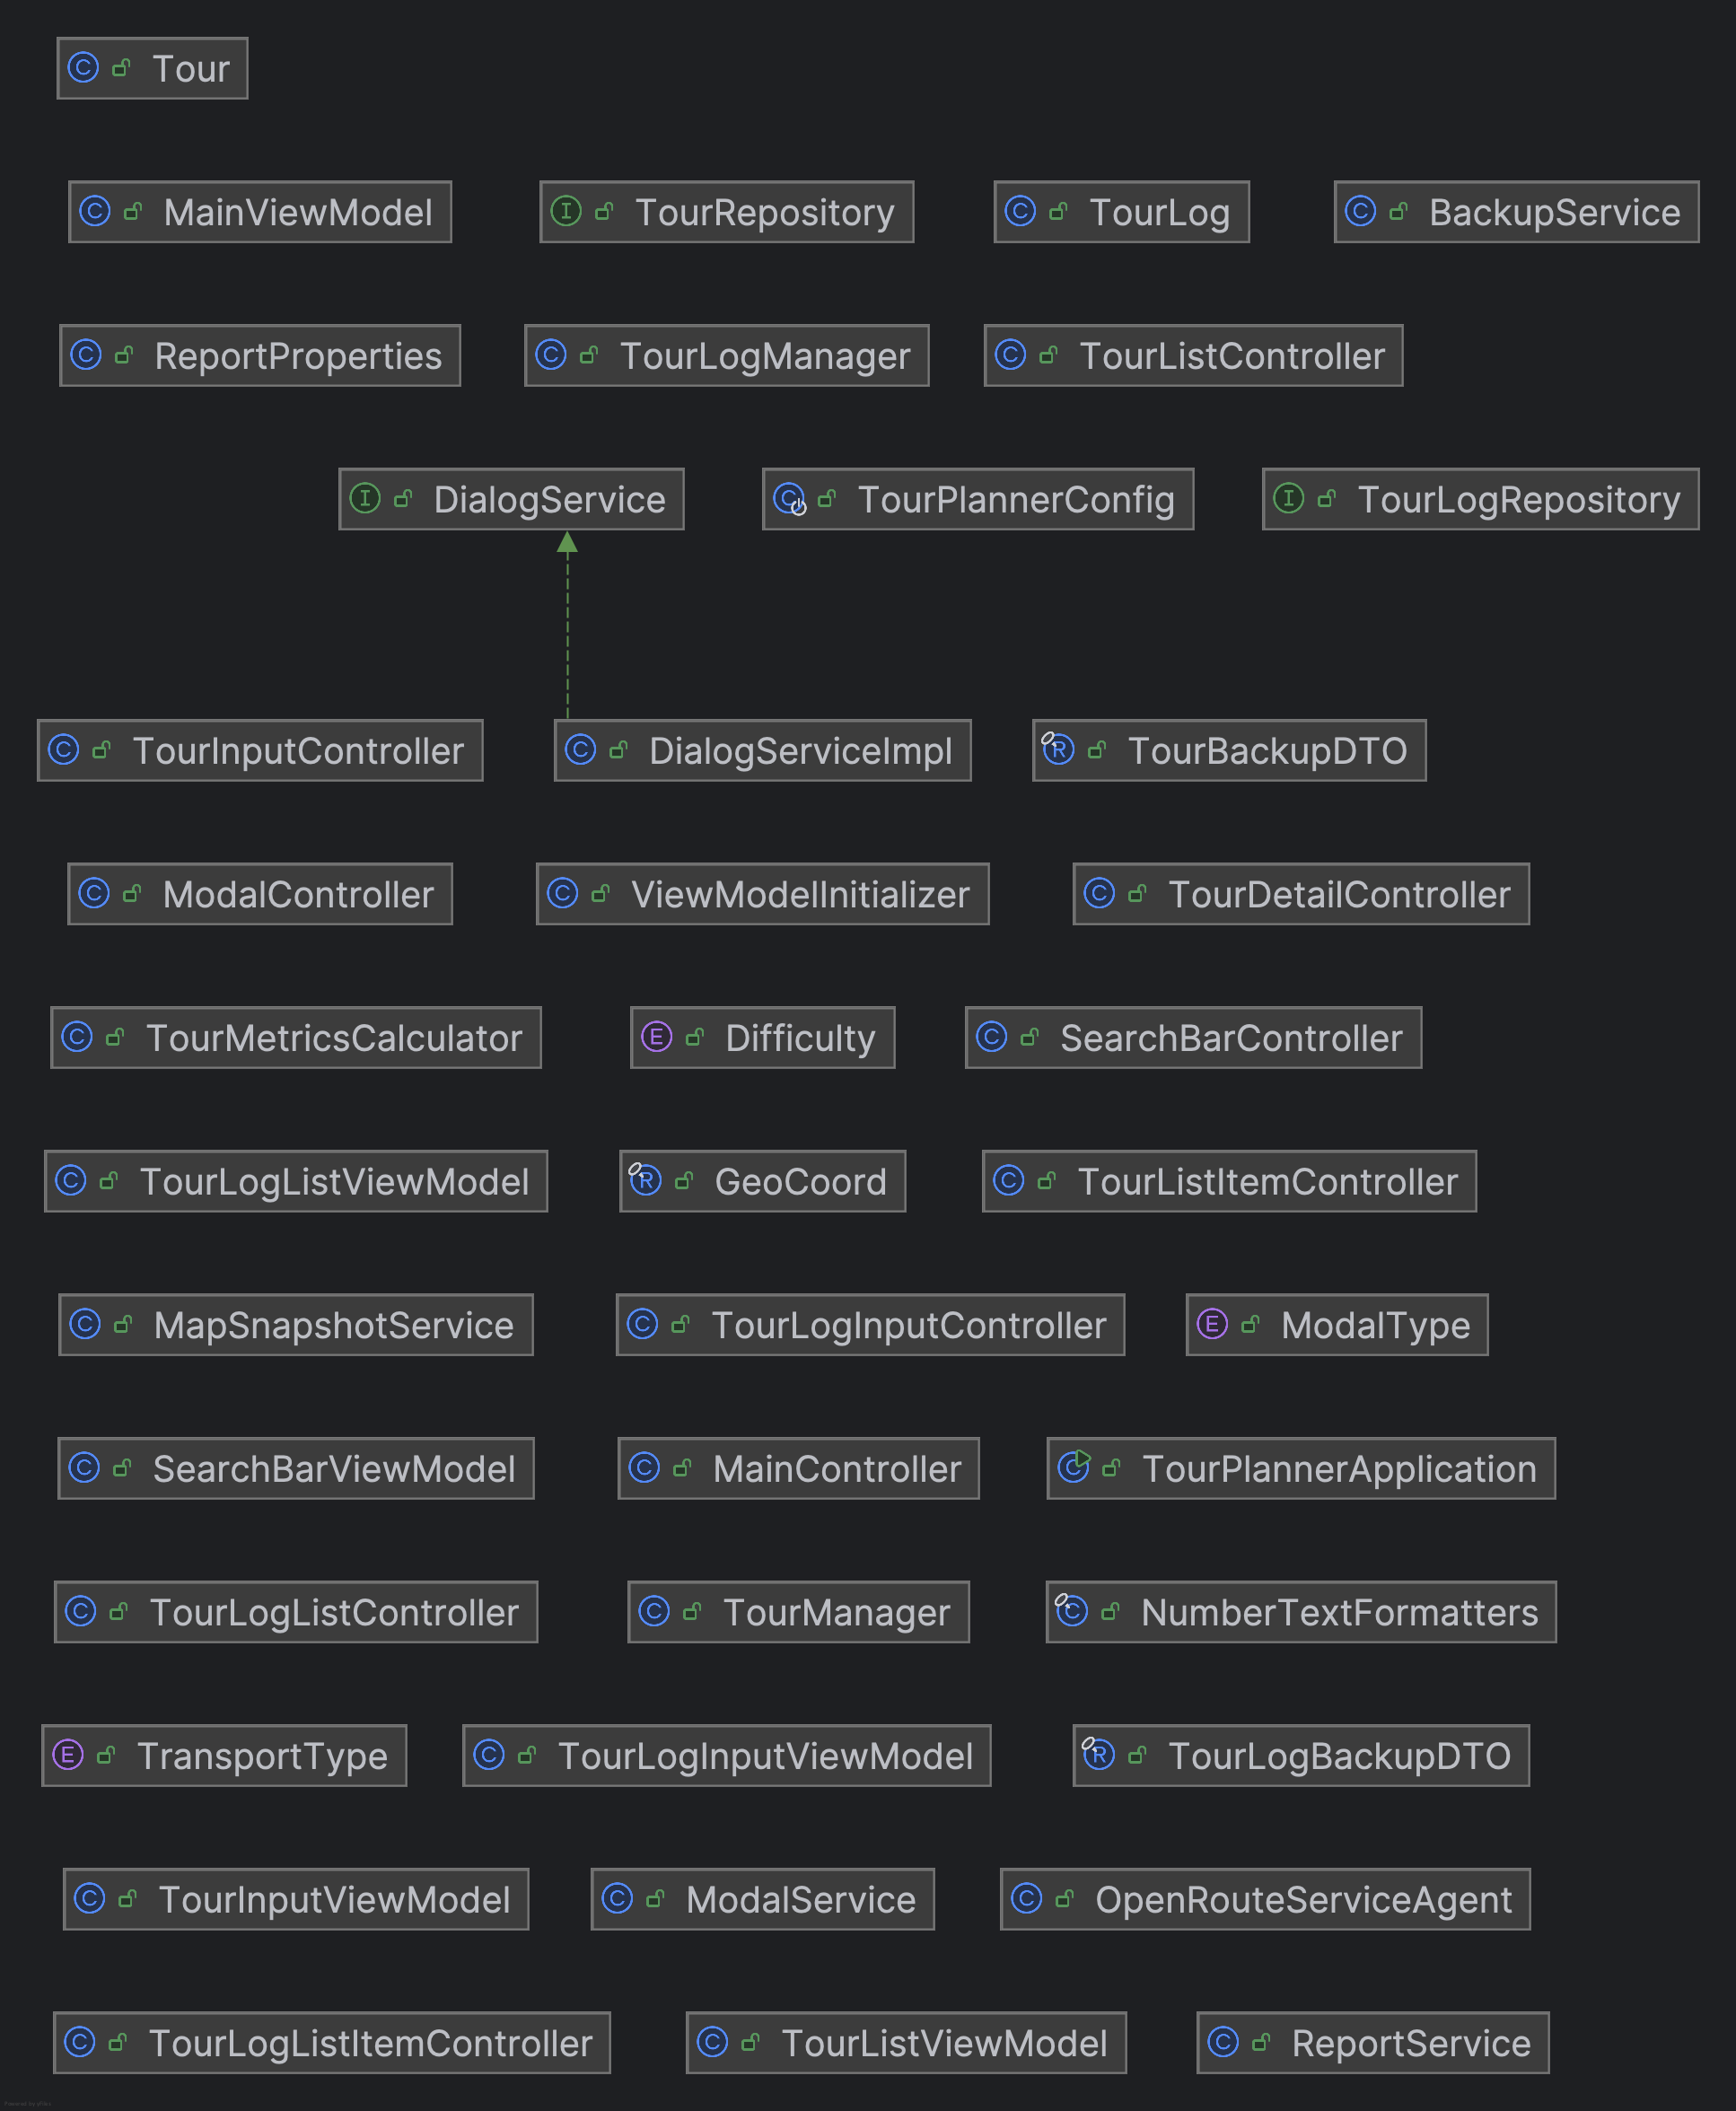 C Tour
C MainViewModel
I TourRepository
C TourLog
C BackupService
C ReportProperties
C TourLogManager
C TourListController
I DialogService
C TourPlannerConfig
I TourLogRepository
C TourInputController
C DialogServiceImpl
R TourBackupDTO
C ModalController
C ViewModelInitializer
C TourDetailController
C TourMetricsCalculator
E Difficulty
C SearchBarController
C TourLogListViewModel
R GeoCoord
C TourListItemController
C MapSnapshotService
C TourLogInputController
E ModalType
C SearchBarViewModel
C MainController
C TourPlannerApplication
C TourLogListController
C TourManager
C NumberTextFormatters
E TransportType
C TourLogInputViewModel
R TourLogBackupDTO
C TourInputViewModel
C ModalService
C OpenRouteServiceAgent
C TourLogListItemController
C TourListViewModel
C ReportService